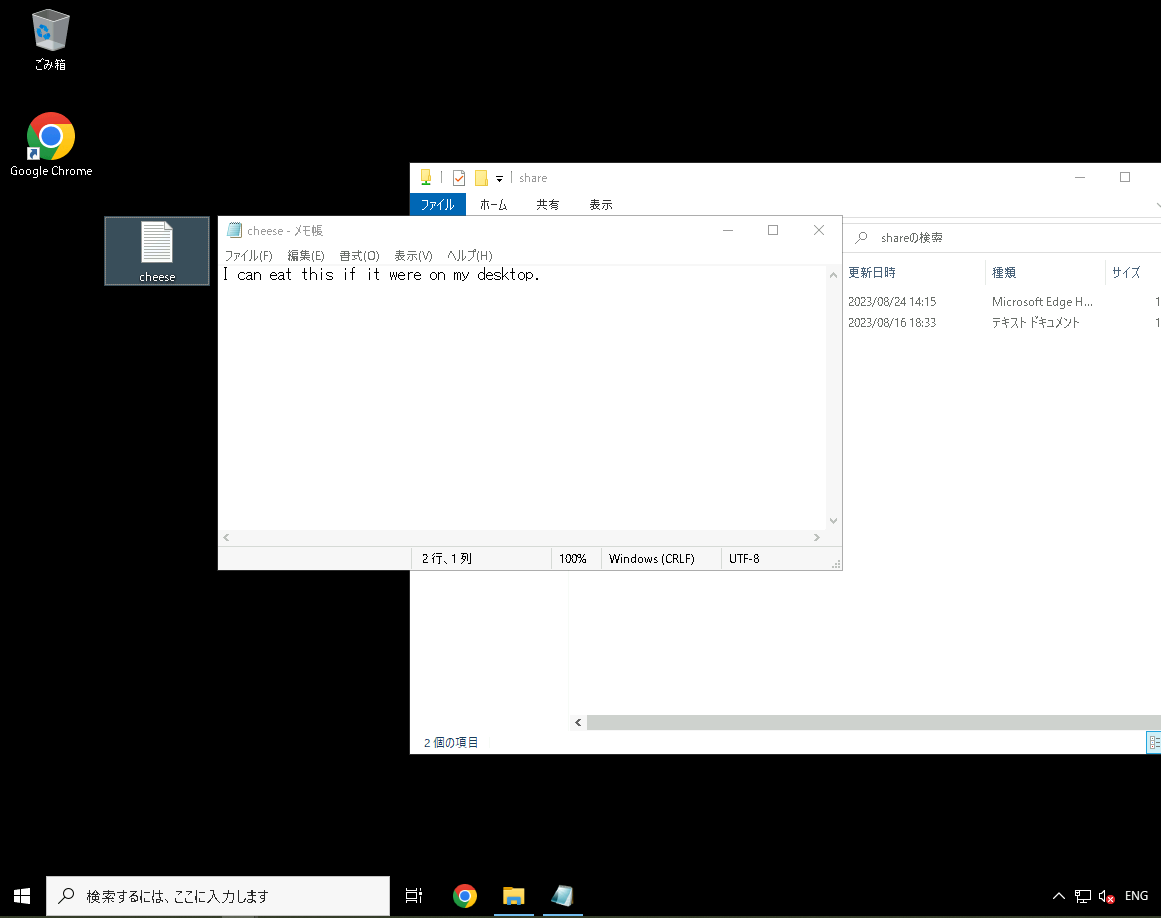 ごみ箱
Google Chrome
cheese
share
ファイル ホーム 共有 表示
shareの検索
更新日時 種類 サイズ
2023/08/24 14:15 Microsoft Edge H... 1
2023/08/16 18:33 テキスト ドキュメント 1
cheese - メモ帳
ファイル(F) 編集(E) 書式(O) 表示(V) ヘルプ(H)
I can eat this if it were on my desktop.
2 行、1 列 100% Windows (CRLF) UTF-8
2 個の項目
検索するには、ここに入力します
ENG